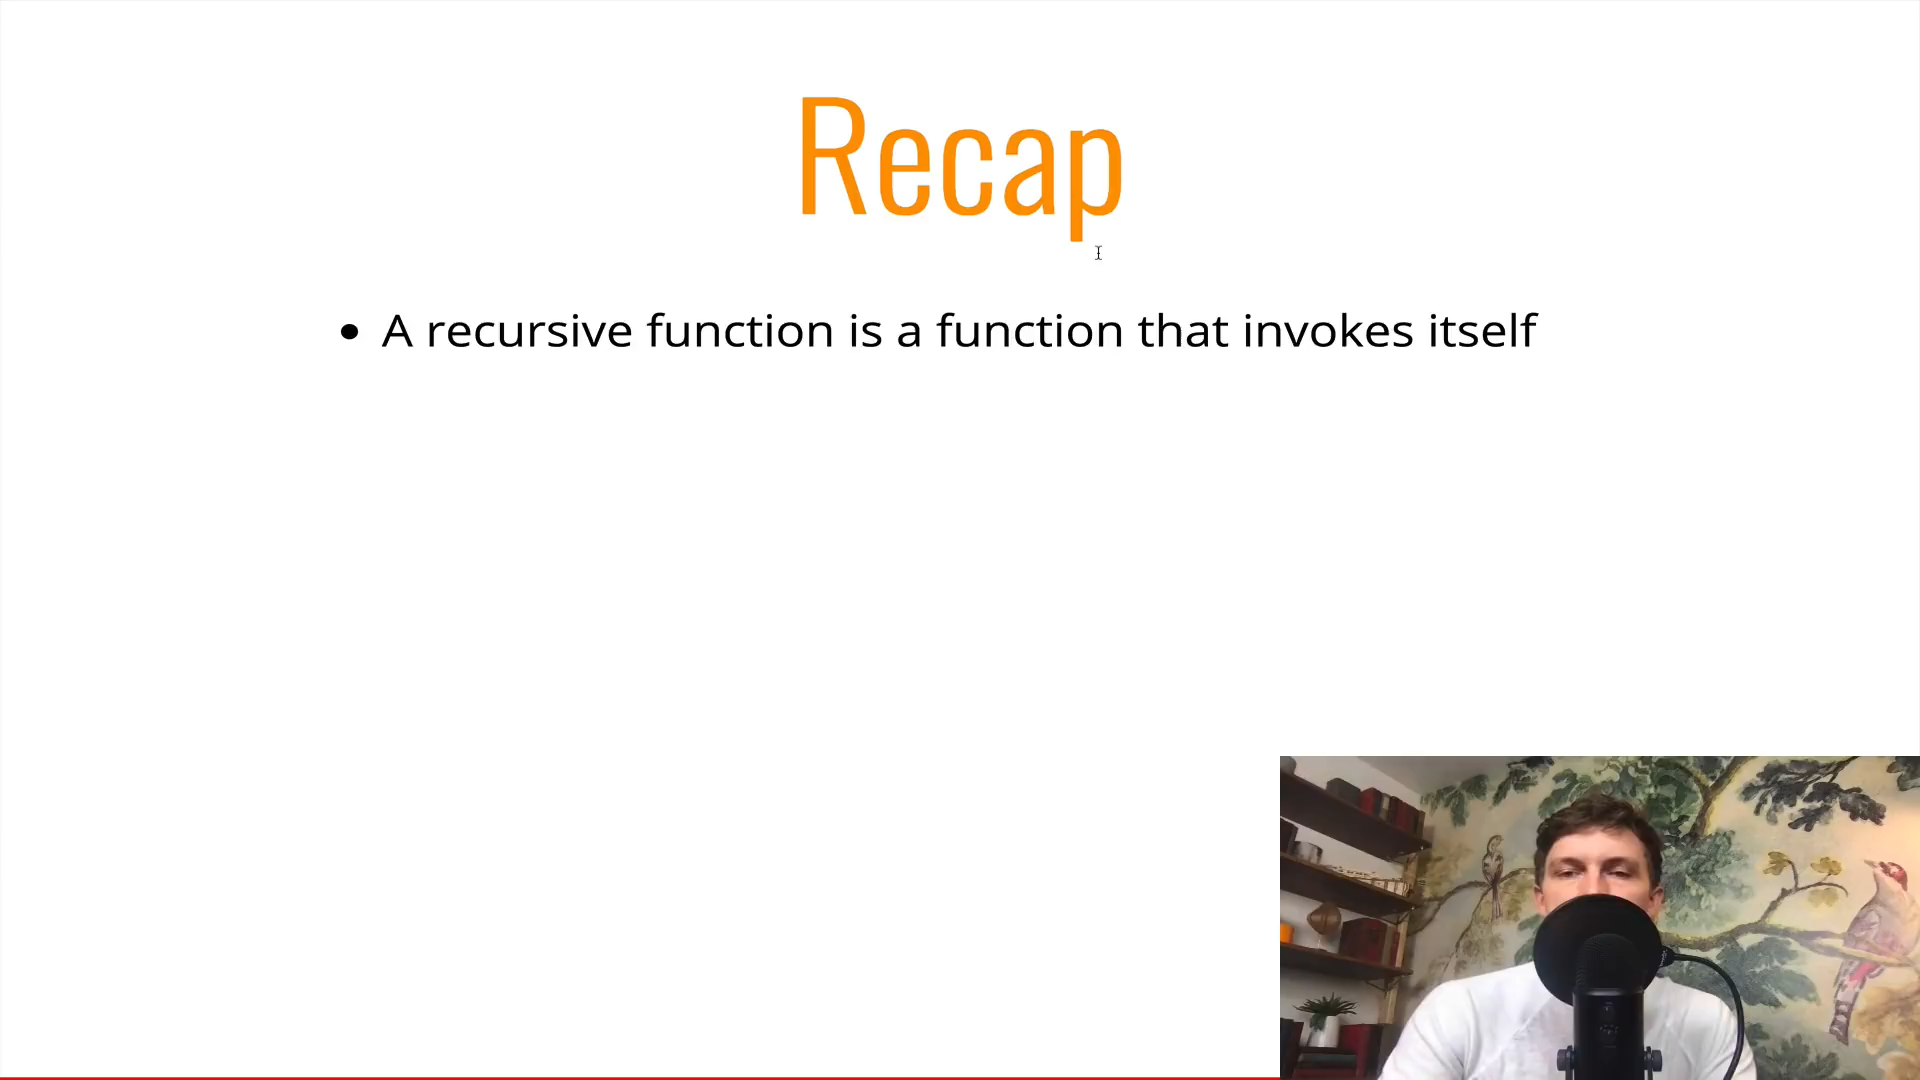 Recap
• A recursive function is a function that invokes itself